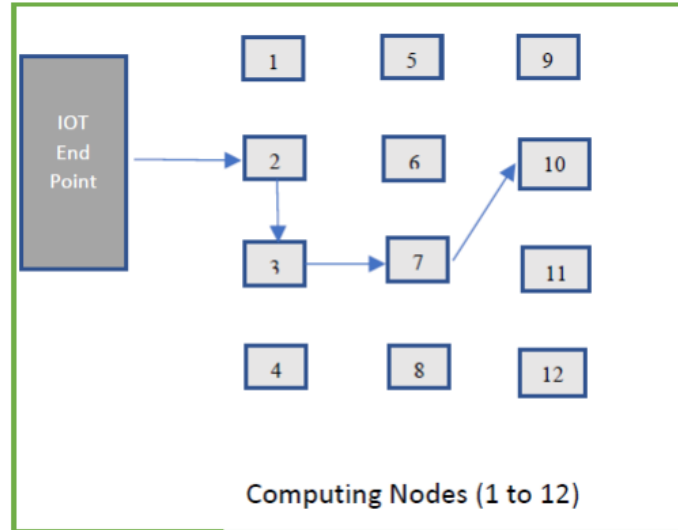 IOT
End
Point
1 5 9
2 6 10
3 7 11
4 8 12
Computing Nodes (1 to 12)